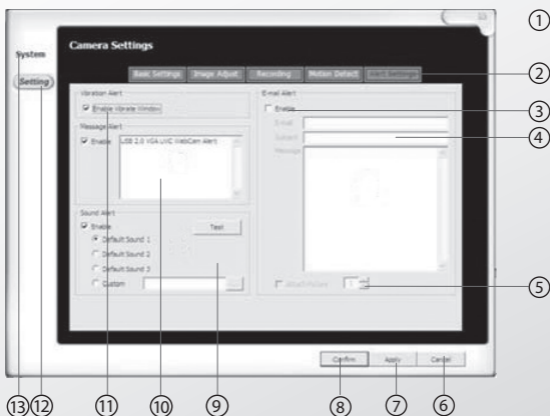 ①
System
Camera Settings
Setting
Basic Settings Image Adjust Recording Motion Detect Alert Settings
②
Vibration Alert
Enable Vibrate Window
E-mail Alert
Enable
③
Message Alert
Enable
USB 2.0 VGA UVC WebCam Alert
E-mail
Subject
④
Message
Sound Alert
Enable
Test
Default Sound 1
Default Sound 2
Default Sound 3
Custom
...
Attach Picture
1
⑤
Confirm Apply Cancel
⑬ ⑫ ⑪ ⑩ ⑨ ⑧ ⑦ ⑥